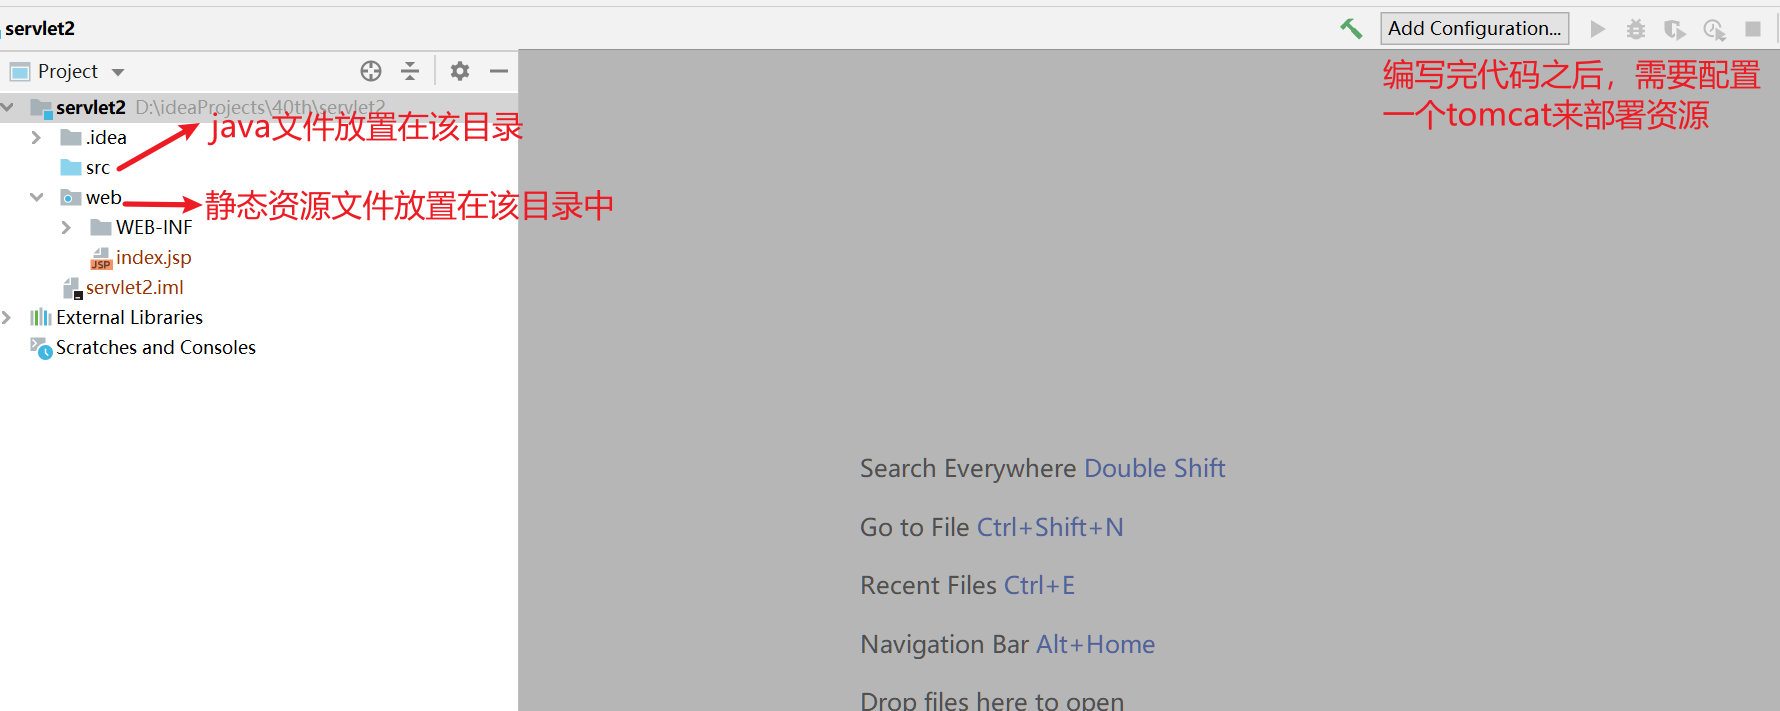 servlet2
Add Configuration...
Project
编写完代码之后，需要配置
一个tomcat来部署资源
servlet2 D:\ideaProjects\40th\servlet2
java文件放置在该目录
.idea
src
web
静态资源文件放置在该目录中
WEB-INF
JSP index.jsp
servlet2.iml
External Libraries
Scratches and Consoles
Search Everywhere Double Shift
Go to File Ctrl+Shift+N
Recent Files Ctrl+E
Navigation Bar Alt+Home
Drop files here to open